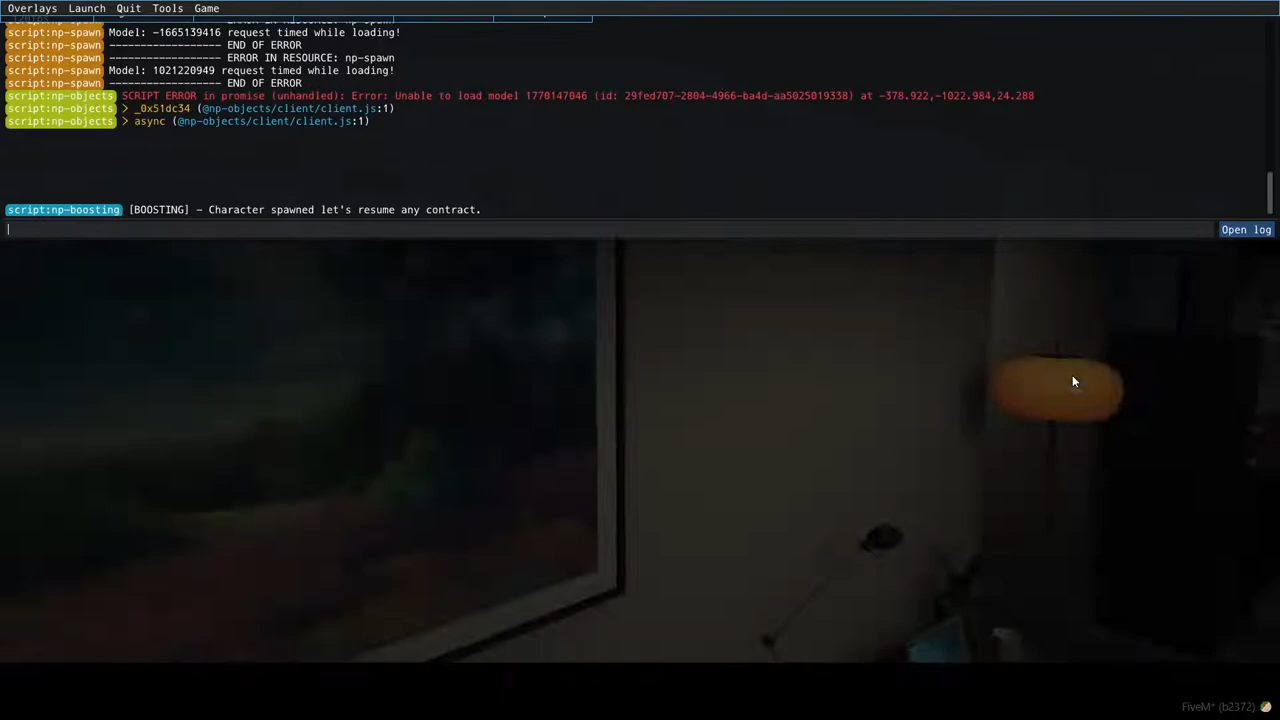 Overlays Launch Quit Tools Game
script:np-spawn Model: -1665139416 request timed while loading!
script:np-spawn ------------------ END OF ERROR
script:np-spawn ------------------ ERROR IN RESOURCE: np-spawn
script:np-spawn Model: 1021220949 request timed while loading!
script:np-spawn ------------------ END OF ERROR
script:np-objects SCRIPT ERROR in promise (unhandled): Error: Unable to load model 1770147046 (id: 29fed707-2804-4966-ba4d-aa5025019338) at -378.922,-1022.984,24.288
script:np-objects > _0x51dc34 (@np-objects/client/client.js:1)
script:np-objects > async (@np-objects/client/client.js:1)
script:np-boosting [BOOSTING] - Character spawned let's resume any contract.
Open log
FiveM* (b2372)